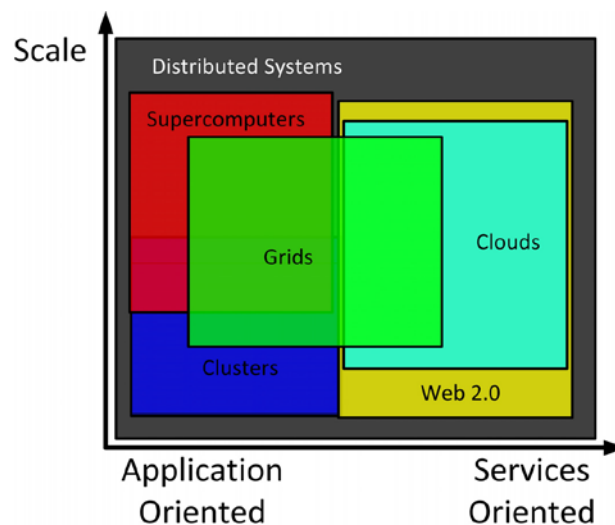 Scale
Distributed Systems
Supercomputers
Grids
Clouds
Clusters
Web 2.0
Application
Oriented
Services
Oriented